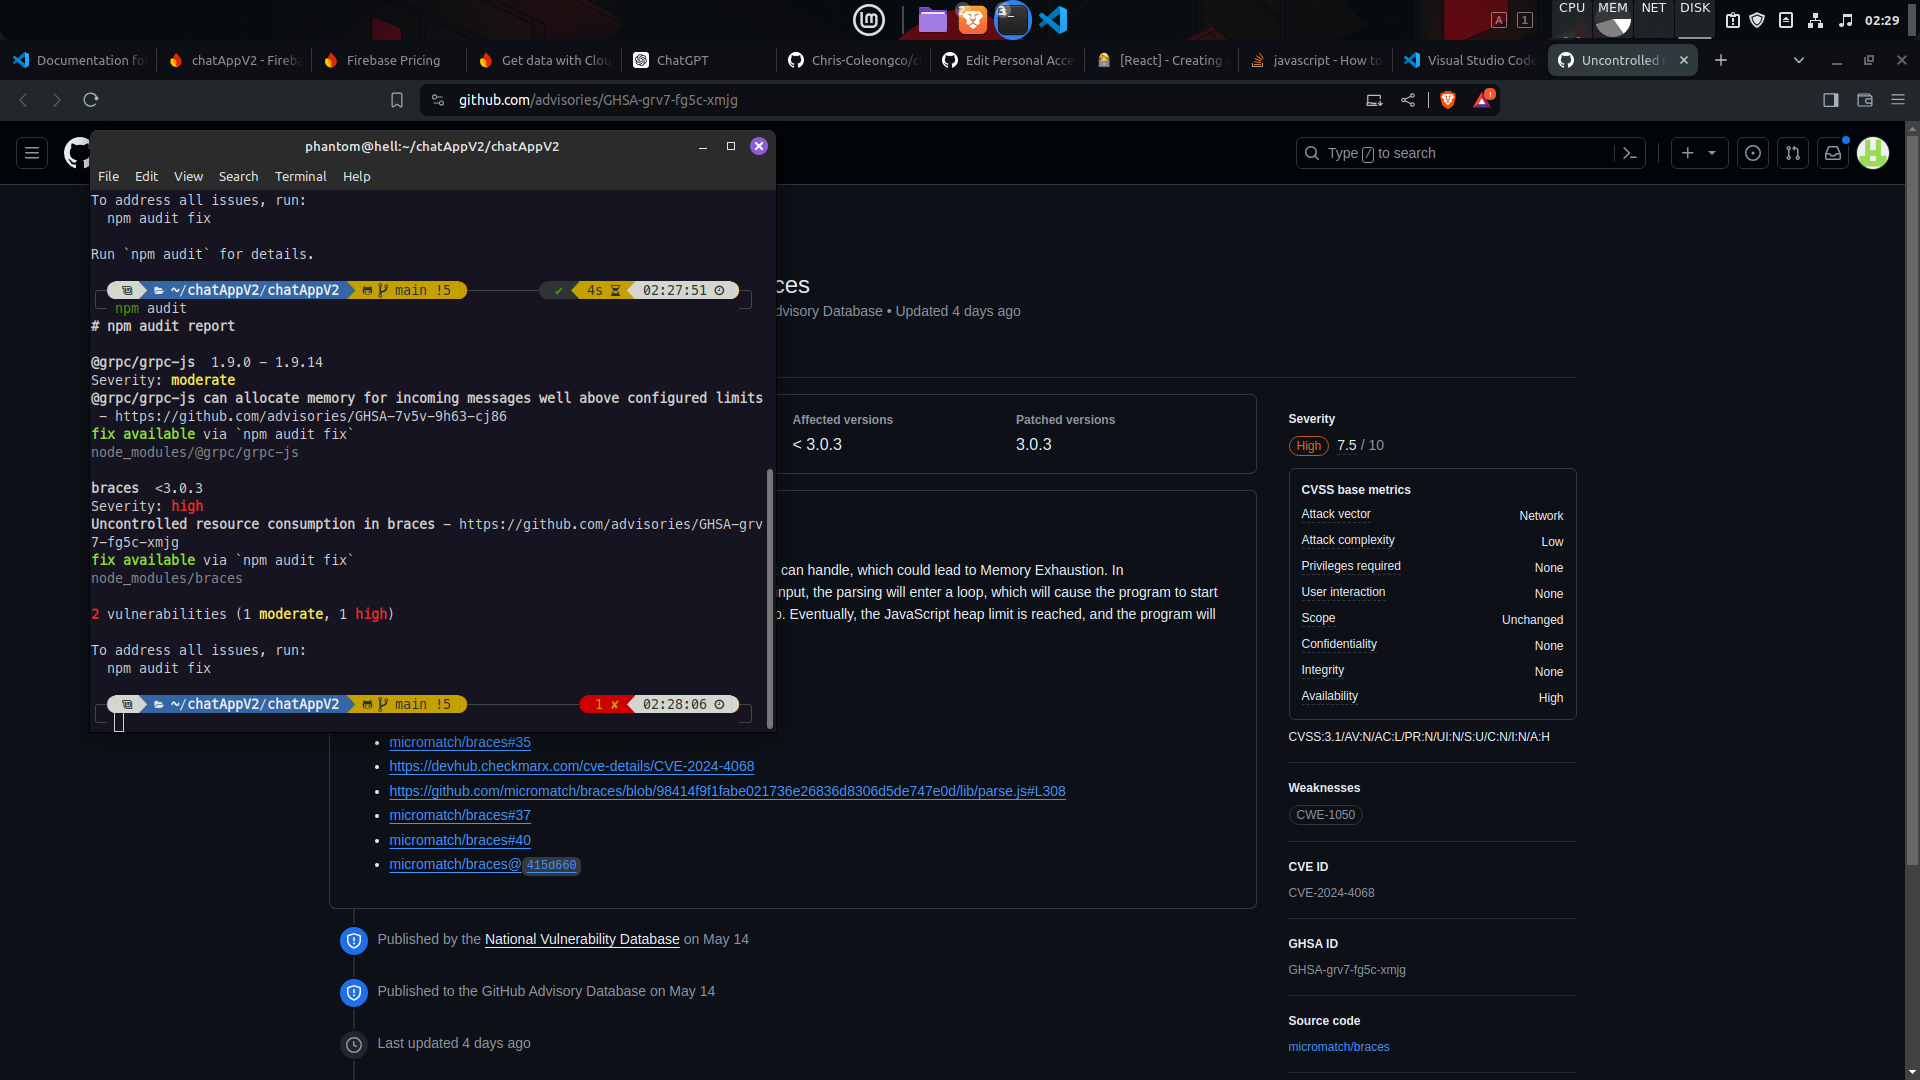 CPU MEM NET DISK
A 1 02:29
Documentation fo
chatAppV2 - Fireba
Firebase Pricing
Get data with Clou
ChatGPT
Chris-Coleongco/c
Edit Personal Acce
[React] - Creating a
javascript - How to
Visual Studio Code
Uncontrolled r
github.com/advisories/GHSA-grv7-fg5c-xmjg
1
Type / to search
phantom@hell:~/chatAppV2/chatAppV2
File Edit View Search Terminal Help
To address all issues, run:
npm audit fix
Run `npm audit` for details.
~/chatAppV2/chatAppV2 main !5 ✔ 4s 02:27:51
npm audit
# npm audit report
@grpc/grpc-js 1.9.0 - 1.9.14
Severity: moderate
@grpc/grpc-js can allocate memory for incoming messages well above configured limits
- https://github.com/advisories/GHSA-7v5v-9h63-cj86
fix available via `npm audit fix`
node_modules/@grpc/grpc-js
braces <3.0.3
Severity: high
Uncontrolled resource consumption in braces - https://github.com/advisories/GHSA-grv
7-fg5c-xmjg
fix available via `npm audit fix`
node_modules/braces
2 vulnerabilities (1 moderate, 1 high)
To address all issues, run:
npm audit fix
~/chatAppV2/chatAppV2 main !5 1 ✘ 02:28:06
ces
dvisory Database • Updated 4 days ago
Affected versions
< 3.0.3
Patched versions
3.0.3
can handle, which could lead to Memory Exhaustion. In
input, the parsing will enter a loop, which will cause the program to start
. Eventually, the JavaScript heap limit is reached, and the program will
• micromatch/braces#35
• https://devhub.checkmarx.com/cve-details/CVE-2024-4068
• https://github.com/micromatch/braces/blob/98414f9f1fabe021736e26836d8306d5de747e0d/lib/parse.js#L308
• micromatch/braces#37
• micromatch/braces#40
• micromatch/braces@415d660
Published by the National Vulnerability Database on May 14
Published to the GitHub Advisory Database on May 14
Last updated 4 days ago
Severity
High 7.5 / 10
CVSS base metrics
Attack vector Network
Attack complexity Low
Privileges required None
User interaction None
Scope Unchanged
Confidentiality None
Integrity None
Availability High
CVSS:3.1/AV:N/AC:L/PR:N/UI:N/S:U/C:N/I:N/A:H
Weaknesses
CWE-1050
CVE ID
CVE-2024-4068
GHSA ID
GHSA-grv7-fg5c-xmjg
Source code
micromatch/braces